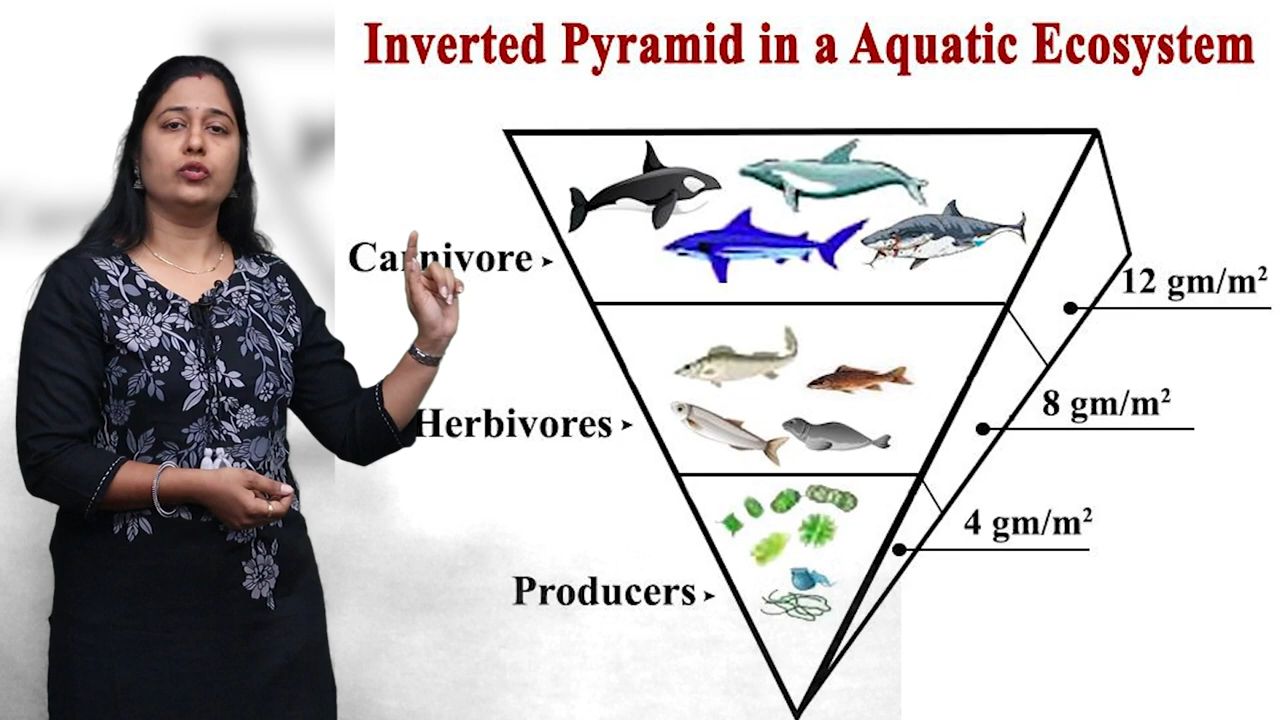 Inverted Pyramid in a Aquatic Ecosystem
Carnivore
12 gm/m²
Herbivores
8 gm/m²
4 gm/m²
Producers